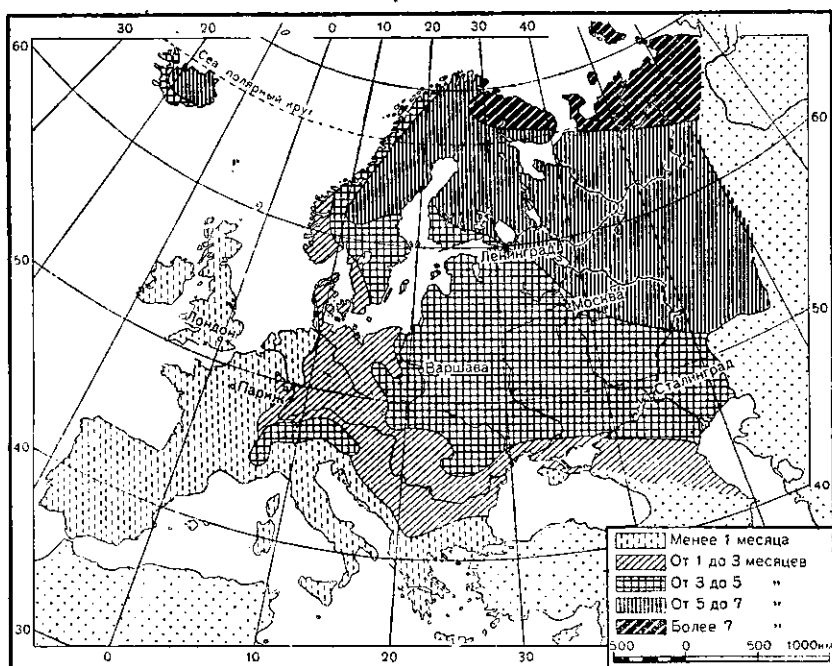 30 20 0 10 20 30 40
60
Сев полярный круг
60
50
Ленинград
Москва
50
Лондон
Варшава
Сталинград
Париж
40
40
Менее 1 месяца
От 1 до 3 месяцев
От 3 до 5 "
От 5 до 7 "
Более 7 "
30
0 10 20 30
500 0 500 1000км